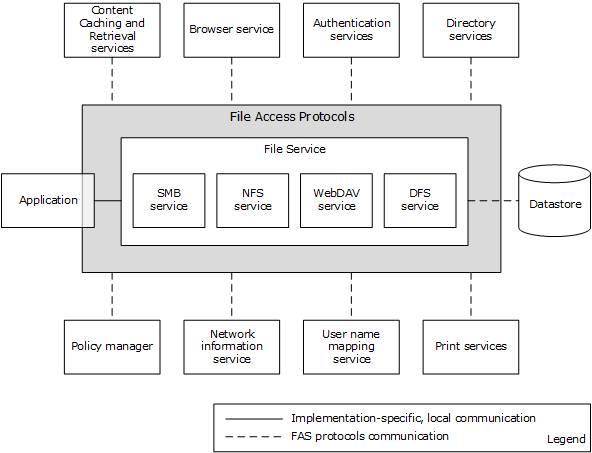 Content
Caching and
Retrieval
services
Browser service
Authentication
services
Directory
services
File Access Protocols
File Service
Application
SMB
service
NFS
service
WebDAV
service
DFS
service
Datastore
Policy manager
Network
information
service
User name
mapping
service
Print services
Implementation-specific, local communication
FAS protocols communication
Legend